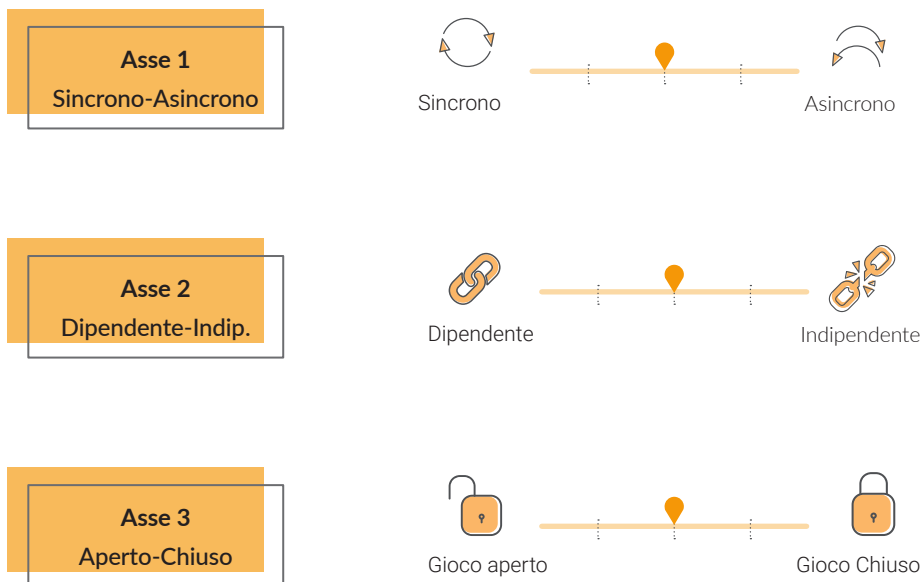 Asse 1
Sincrono-Asincrono
Sincrono
Asincrono
Asse 2
Dipendente-Indip.
Dipendente
Indipendente
Asse 3
Aperto-Chiuso
Gioco aperto
Gioco Chiuso